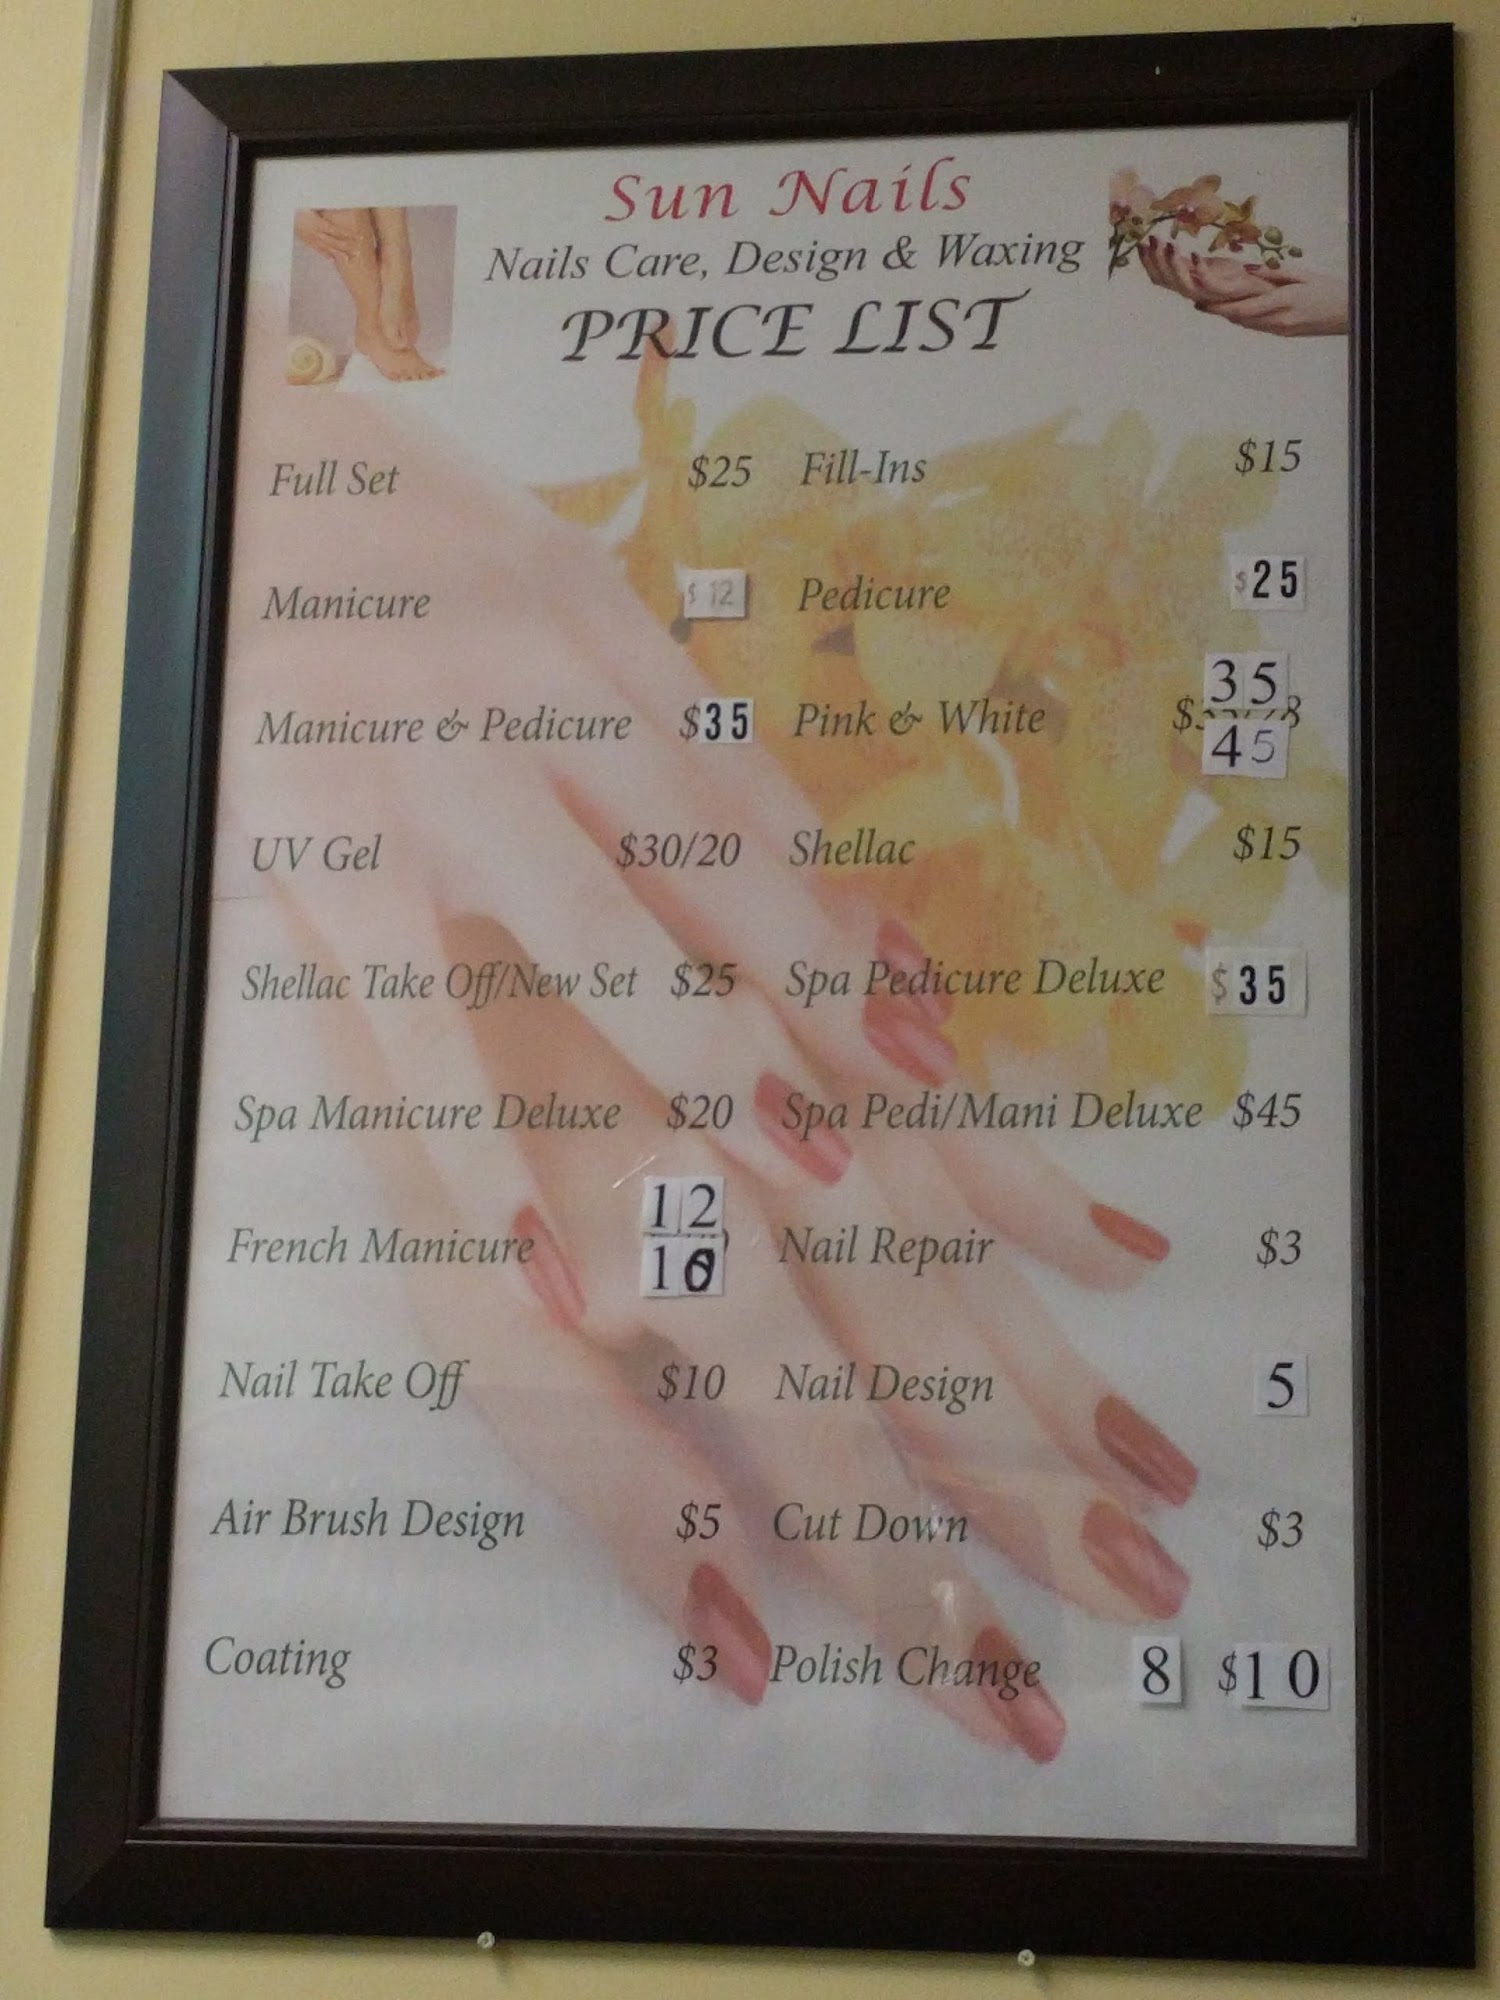 Sun Nails
Nails Care, Design & Waxing
PRICE LIST
Full Set $25 Fill-Ins $15
Manicure $12 Pedicure $25
35
Manicure & Pedicure $35 Pink & White $
45
UV Gel $30/20 Shellac $15
Shellac Take Off/New Set $25 Spa Pedicure Deluxe $35
Spa Manicure Deluxe $20 Spa Pedi/Mani Deluxe $45
12
French Manicure Nail Repair $3
Nail Take Off $10 Nail Design 5
Air Brush Design $5 Cut Down $3
Coating $3 Polish Change 8 $10